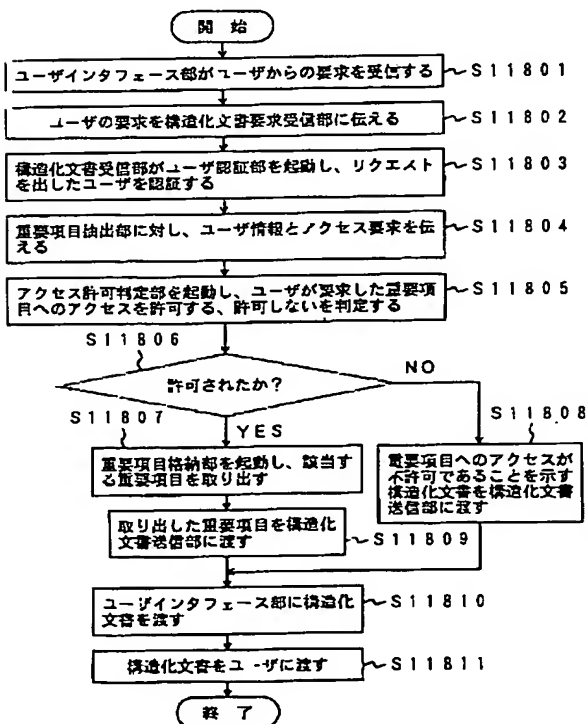 開 始
ユーザインタフェース部がユーザからの要求を受信する
S11801
ユーザの要求を構造化文書要求受信部に伝える
S11802
構造化文書受信部がユーザ認証部を起動し、リクエスト
を出したユーザを認証する
S11803
重要項目抽出部に対し、ユーザ情報とアクセス要求を伝
える
S11804
アクセス許可判定部を起動し、ユーザが要求した重要項
目へのアクセスを許可する、許可しないを判定する
S11805
S11806
許可されたか?
NO
YES
S11807
重要項目格納部を起動し、該当す
る重要項目を取り出す
S11808
重要項目へのアクセスが
不許可であることを示す
構造化文書を構造化文書
送信部に渡す
取り出した重要項目を構造化
文書送信部に渡す
S11809
ユーザインタフェース部に構造化
文書を渡す
S11810
構造化文書をユーザに渡す
S11811
終 了